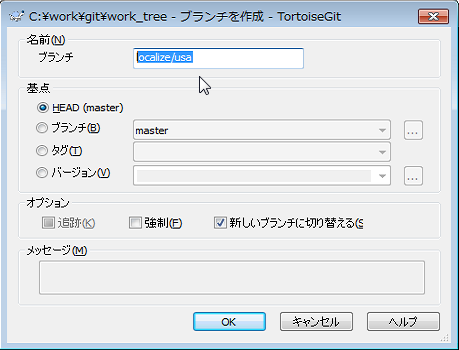 C:¥work¥git¥work_tree - ブランチを作成 - TortoiseGit
名前(N)
ブランチ localize/usa
基点
HEAD (master)
ブランチ(B) master ...
タグ(T)
バージョン(V) ...
オプション
追跡(K) 強制(F) 新しいブランチに切り替える(S
メッセージ(M)
OK キャンセル ヘルプ